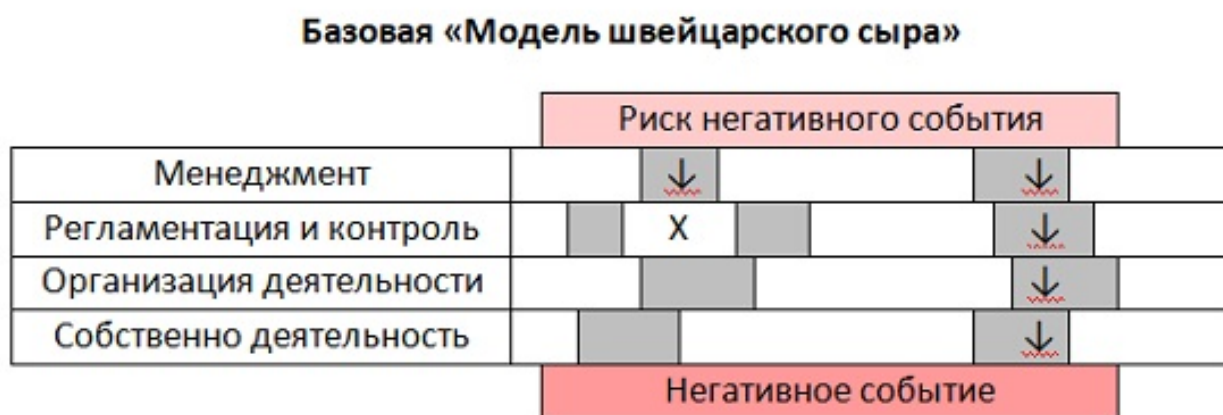 Базовая «Модель швейцарского сыра»
Риск негативного события
Менеджмент ↓ ↓
Регламентация и контроль X ↓
Организация деятельности ↓
Собственно деятельность ↓
Негативное событие